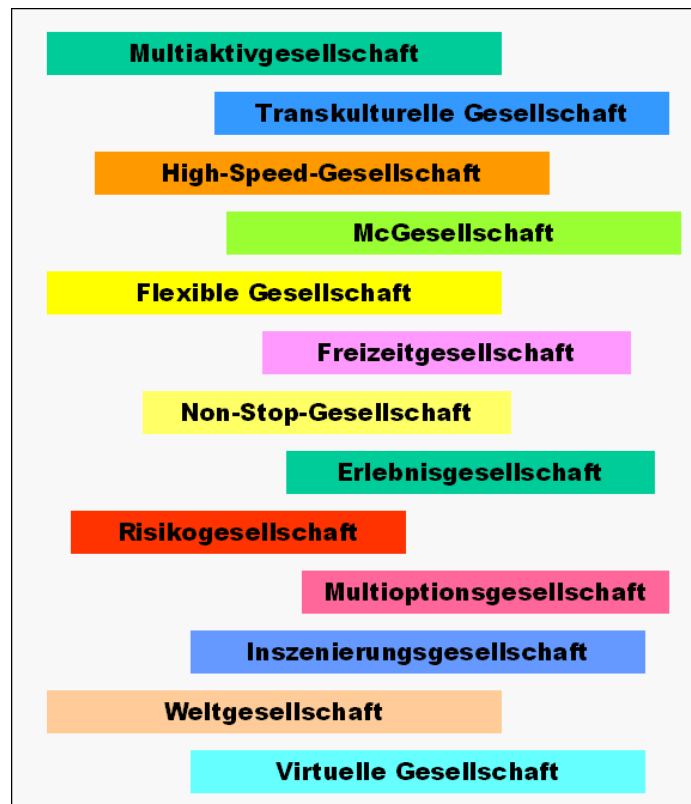 Multiaktivgesellschaft
Transkulturelle Gesellschaft
High-Speed-Gesellschaft
McGesellschaft
Flexible Gesellschaft
Freizeitgesellschaft
Non-Stop-Gesellschaft
Erlebnisgesellschaft
Risikogesellschaft
Multioptionsgesellschaft
Inszenierungsgesellschaft
Weltgesellschaft
Virtuelle Gesellschaft